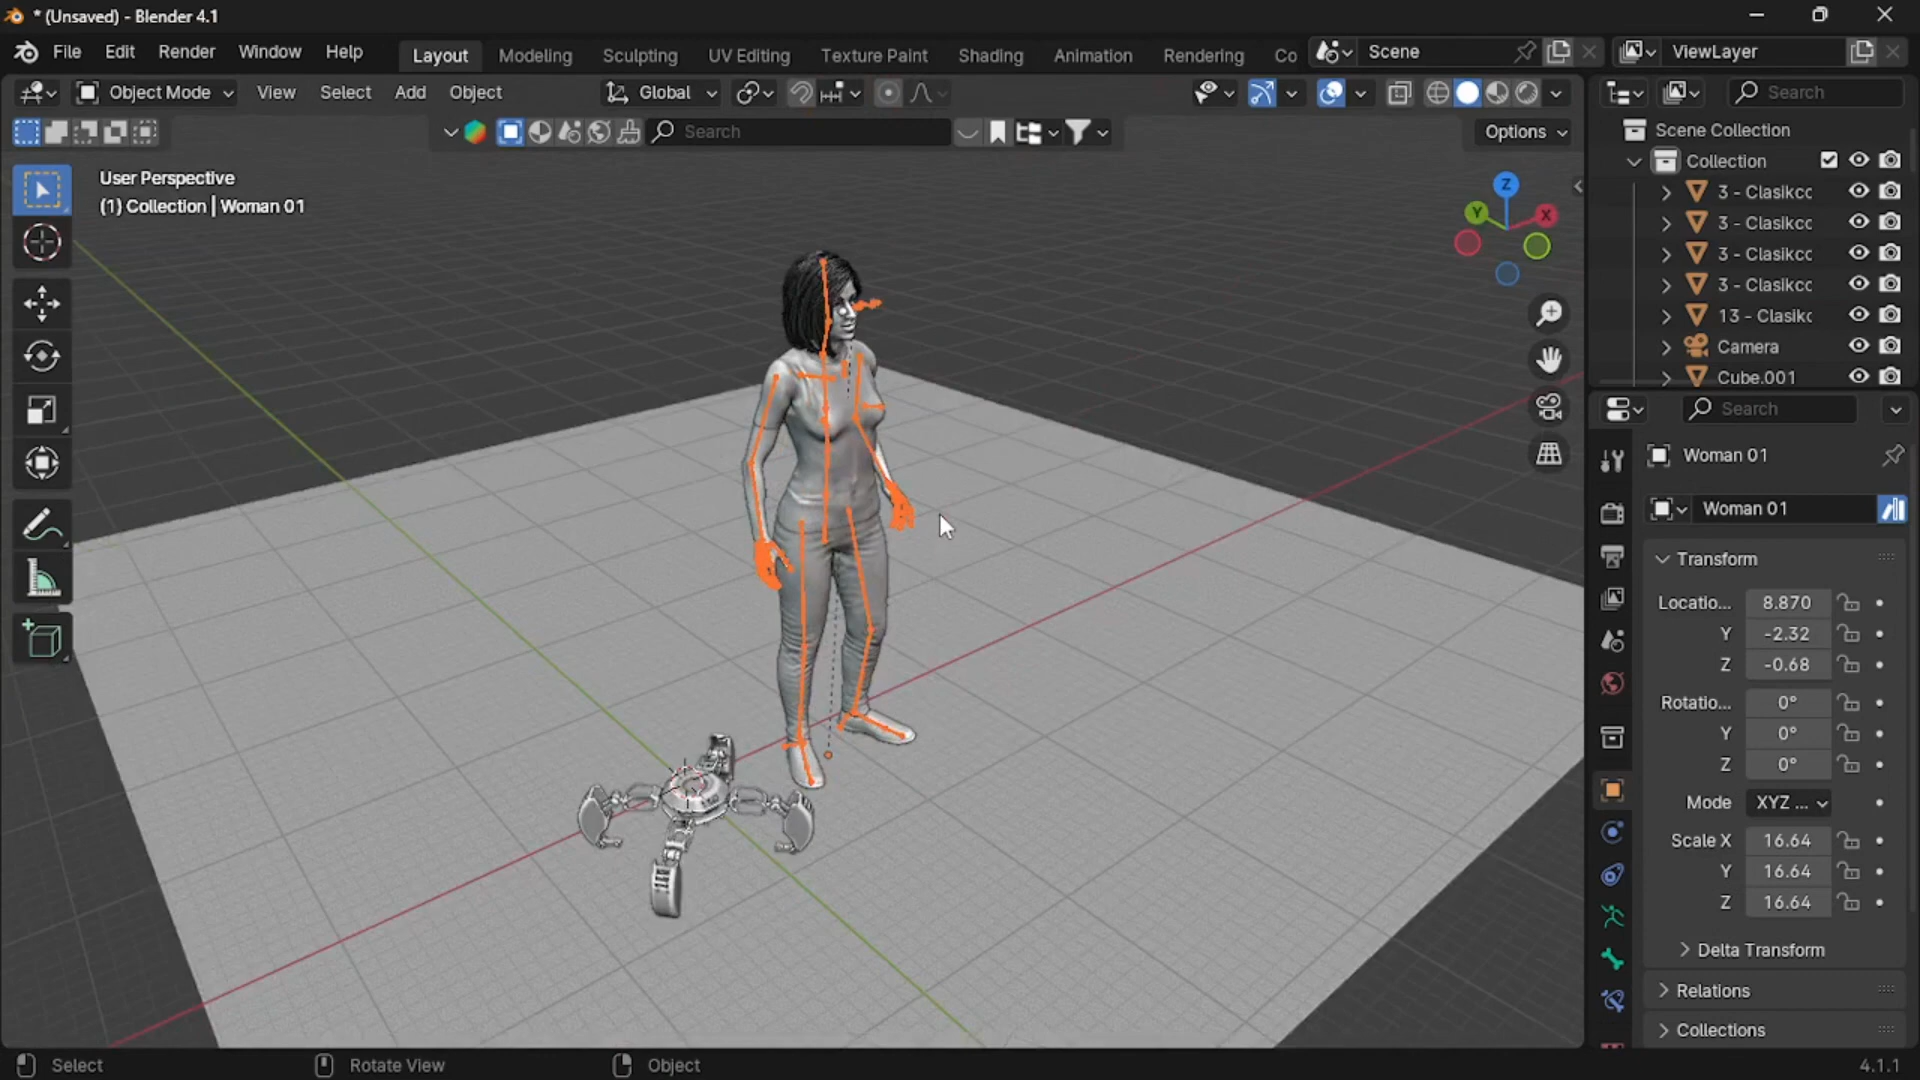 * (Unsaved) - Blender 4.1
File Edit Render Window Help
Layout Modeling Sculpting UV Editing Texture Paint Shading Animation Rendering Co
Scene
ViewLayer
Object Mode View Select Add Object
Global
Search
Search
Options
User Perspective
(1) Collection | Woman 01
Z
Y
X
Scene Collection
Collection
3 - Clasikcc
3 - Clasikcc
3 - Clasikcc
3 - Clasikcc
13 - Clasikc
Camera
Cube.001
Search
Woman 01
Woman 01
Transform
Locatio... 8.870
Y -2.32
Z -0.68
Rotatio... 0°
Y 0°
Z 0°
Mode XYZ ...
Scale X 16.64
Y 16.64
Z 16.64
Delta Transform
Relations
Collections
Select
Rotate View
Object
4.1.1